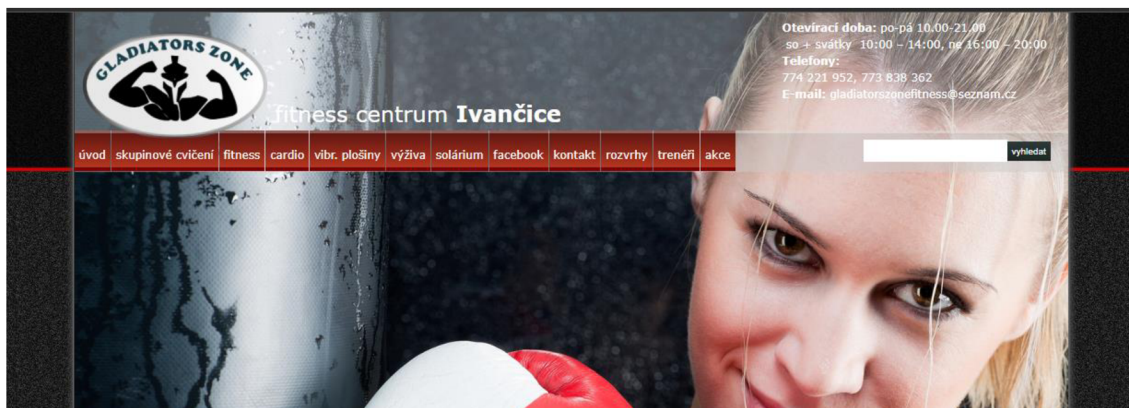 GLADIATORS ZONE
Otevírací doba: po-pá 10.00-21.00
so + svátky 10:00 – 14:00, ne 16:00 – 20:00
Telefony:
774 221 952, 773 838 362
E-mail: gladiatorszonefitness@seznam.cz
fitness centrum Ivančice
úvod skupinové cvičení fitness cardio vibr. plošiny výživa solárium facebook kontakt rozvrhy trenéři akce
vyhledat